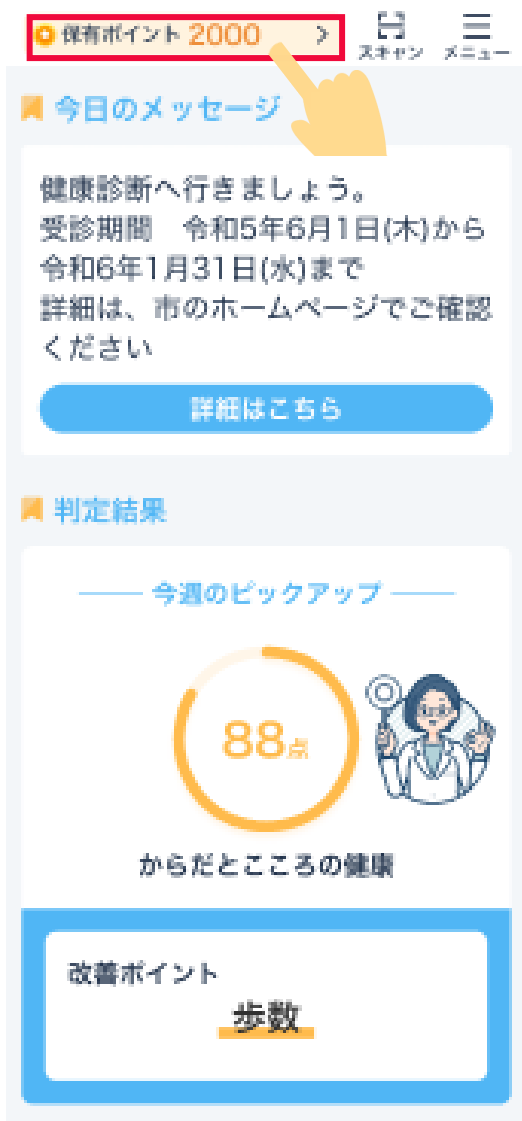 保有ポイント 2000
スキャン
メニュー
今日のメッセージ
健康診断へ行きましょう。
受診期間　令和5年6月1日(木)から
令和6年1月31日(水)まで
詳細は、市のホームページでご確認
ください
詳細はこちら
判定結果
今週のピックアップ
88点
からだとこころの健康
改善ポイント
歩数